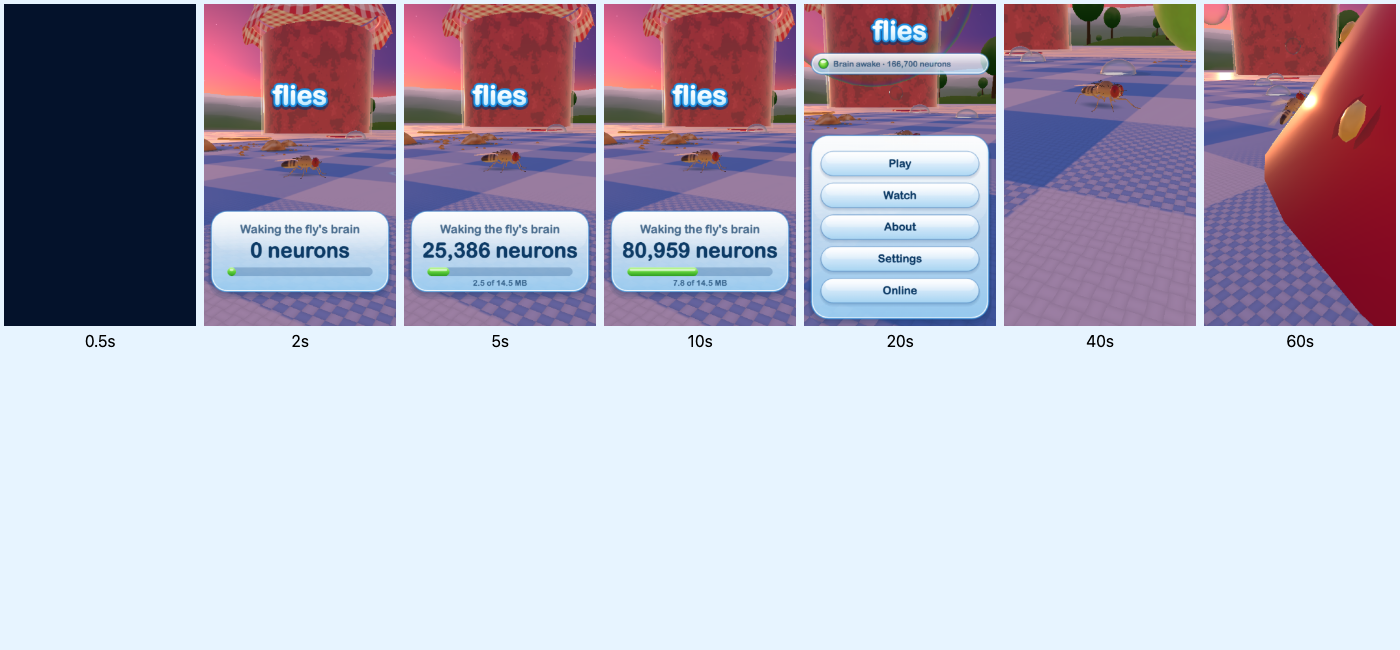 flies
Waking the fly's brain
0 neurons
flies
Waking the fly's brain
25,386 neurons
2.5 of 14.5 MB
flies
Waking the fly's brain
80,959 neurons
7.8 of 14.5 MB
flies
Brain awake - 166,700 neurons
Play
Watch
About
Settings
Online
0.5s
2s
5s
10s
20s
40s
60s